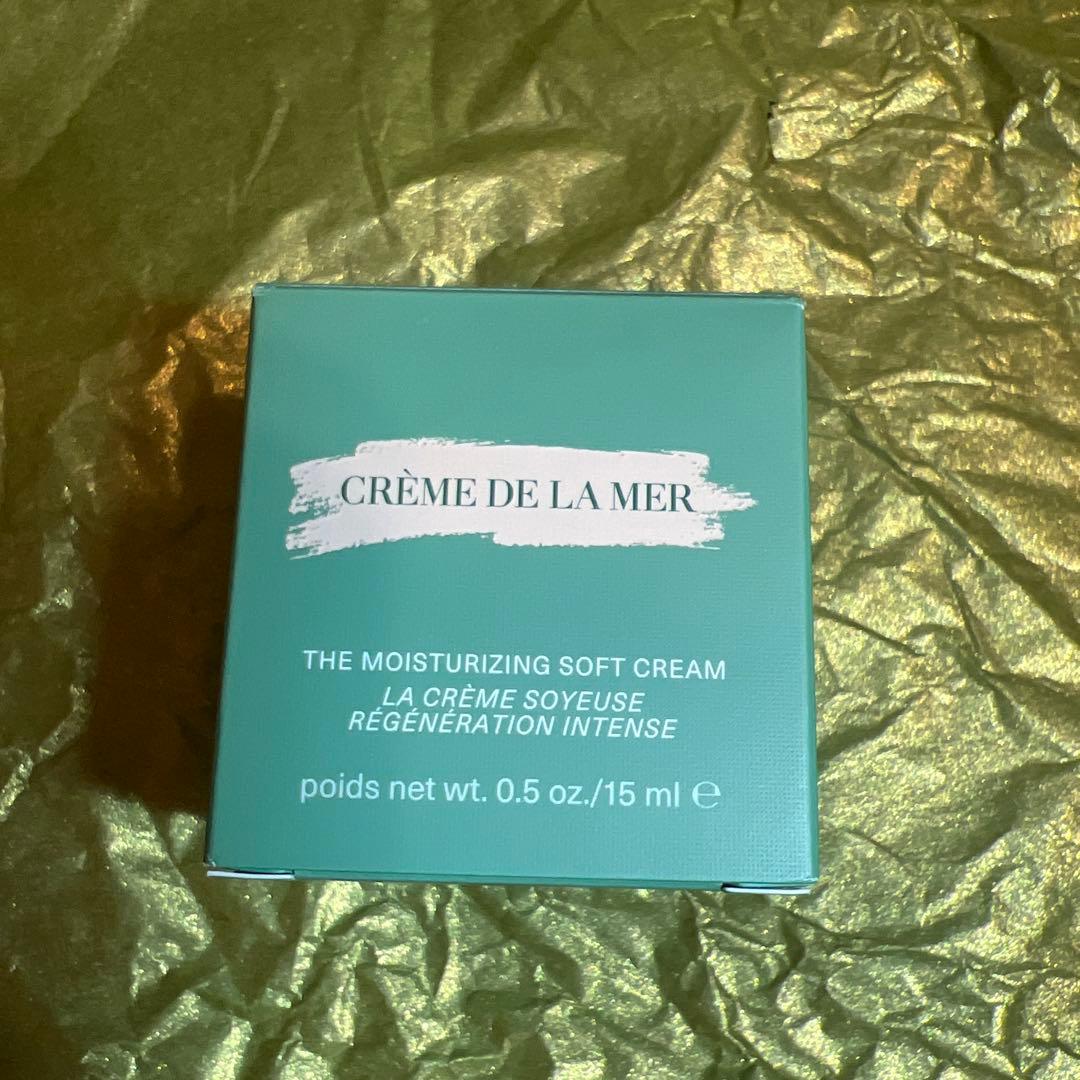 CRÈME DE LA MER
THE MOISTURIZING SOFT CREAM
LA CRÈME SOYEUSE
RÉGÉNÉRATION INTENSE
poids net wt. 0.5 oz./15 ml ℮